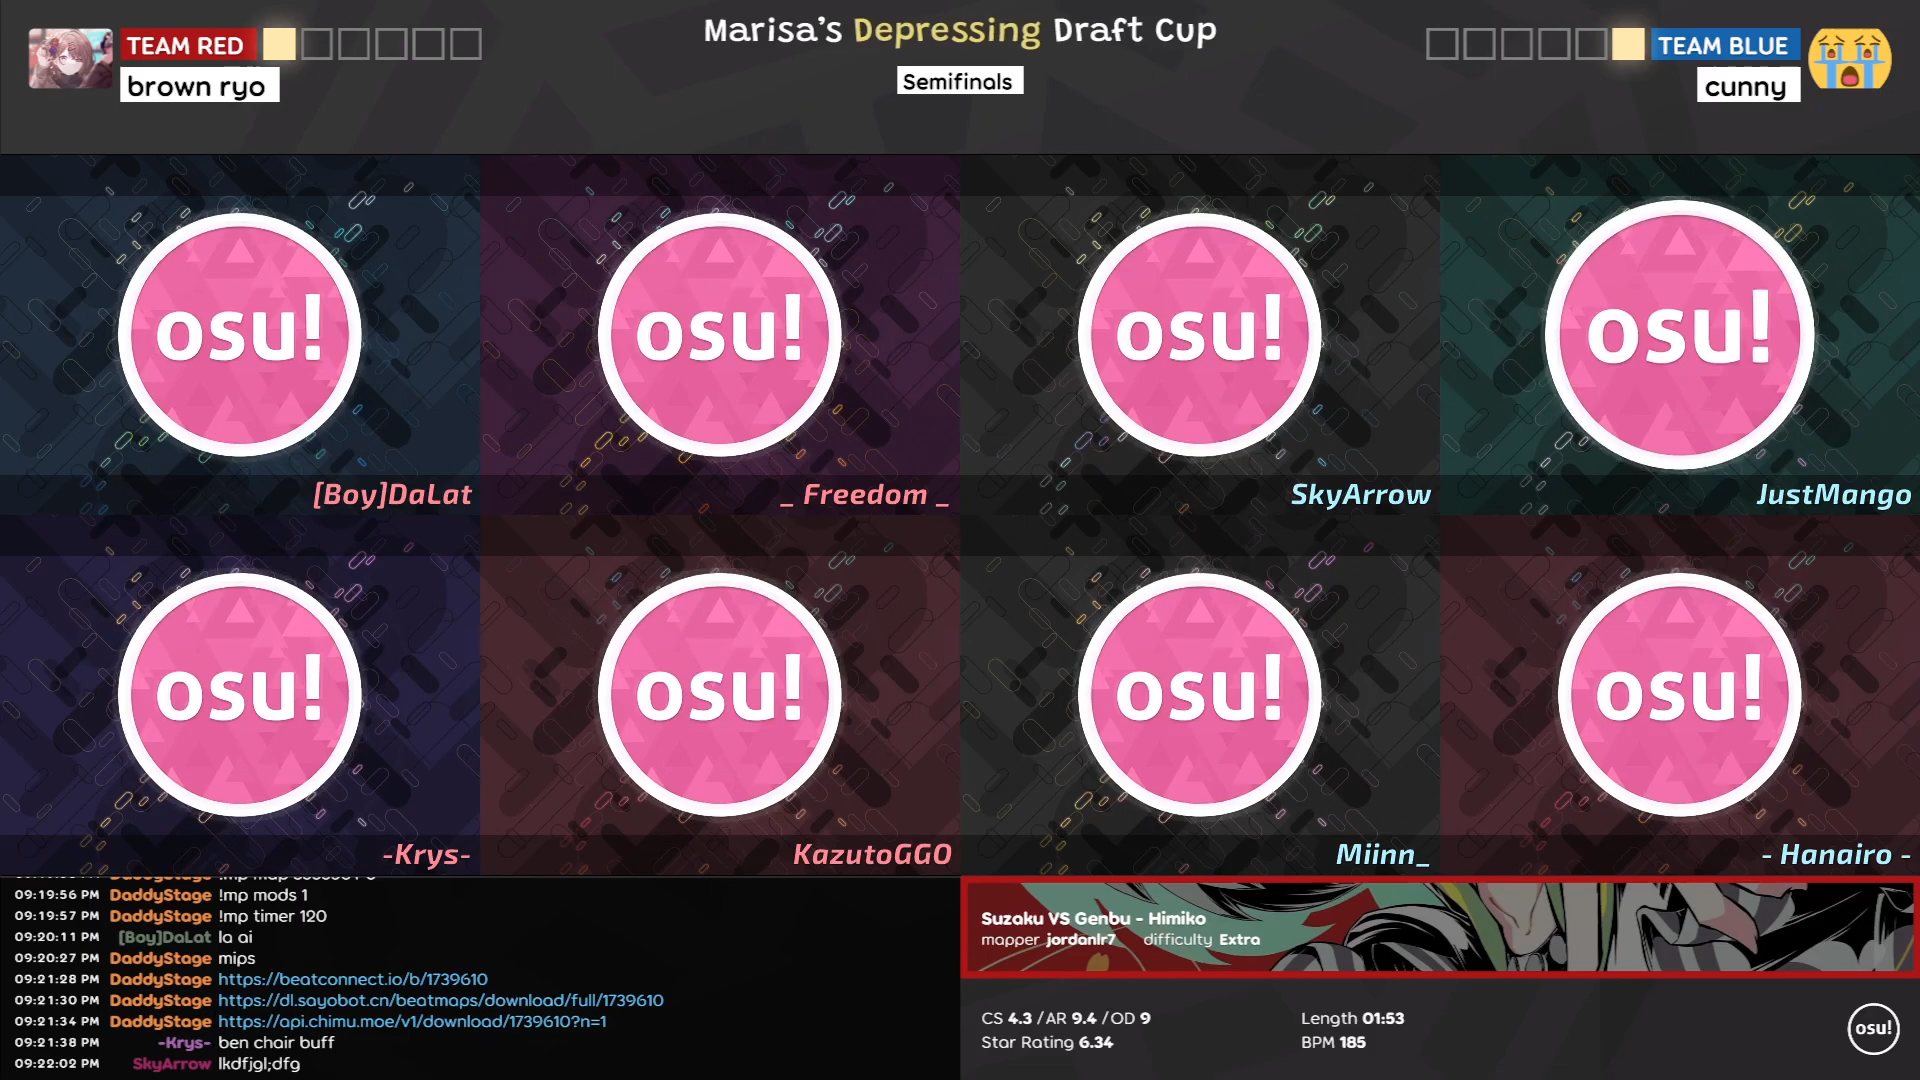 TEAM RED
brown ryo
Marisa's Depressing Draft Cup
Semifinals
TEAM BLUE
cunny
osu!
osu!
osu!
osu!
[Boy]DaLat
_ Freedom _
SkyArrow
JustMango
osu!
osu!
osu!
osu!
-Krys-
KazutoGGO
Miinn_
- Hanairo -
09:19:56 PM DaddyStage !mp mods 1
09:19:57 PM DaddyStage !mp timer 120
09:20:11 PM [Boy]DaLat la ai
09:20:27 PM DaddyStage mips
09:21:28 PM DaddyStage https://beatconnect.io/b/1739610
09:21:30 PM DaddyStage https://dl.sayobot.cn/beatmaps/download/full/1739610
09:21:34 PM DaddyStage https://api.chimu.moe/v1/download/1739610?n=1
09:21:38 PM -Krys- ben chair buff
09:22:02 PM SkyArrow lkdfjgl;dfg
Suzaku VS Genbu - Himiko
mapper jordanlr7 difficulty Extra
CS 4.3 / AR 9.4 / OD 9
Star Rating 6.34
Length 01:53
BPM 185
osu!